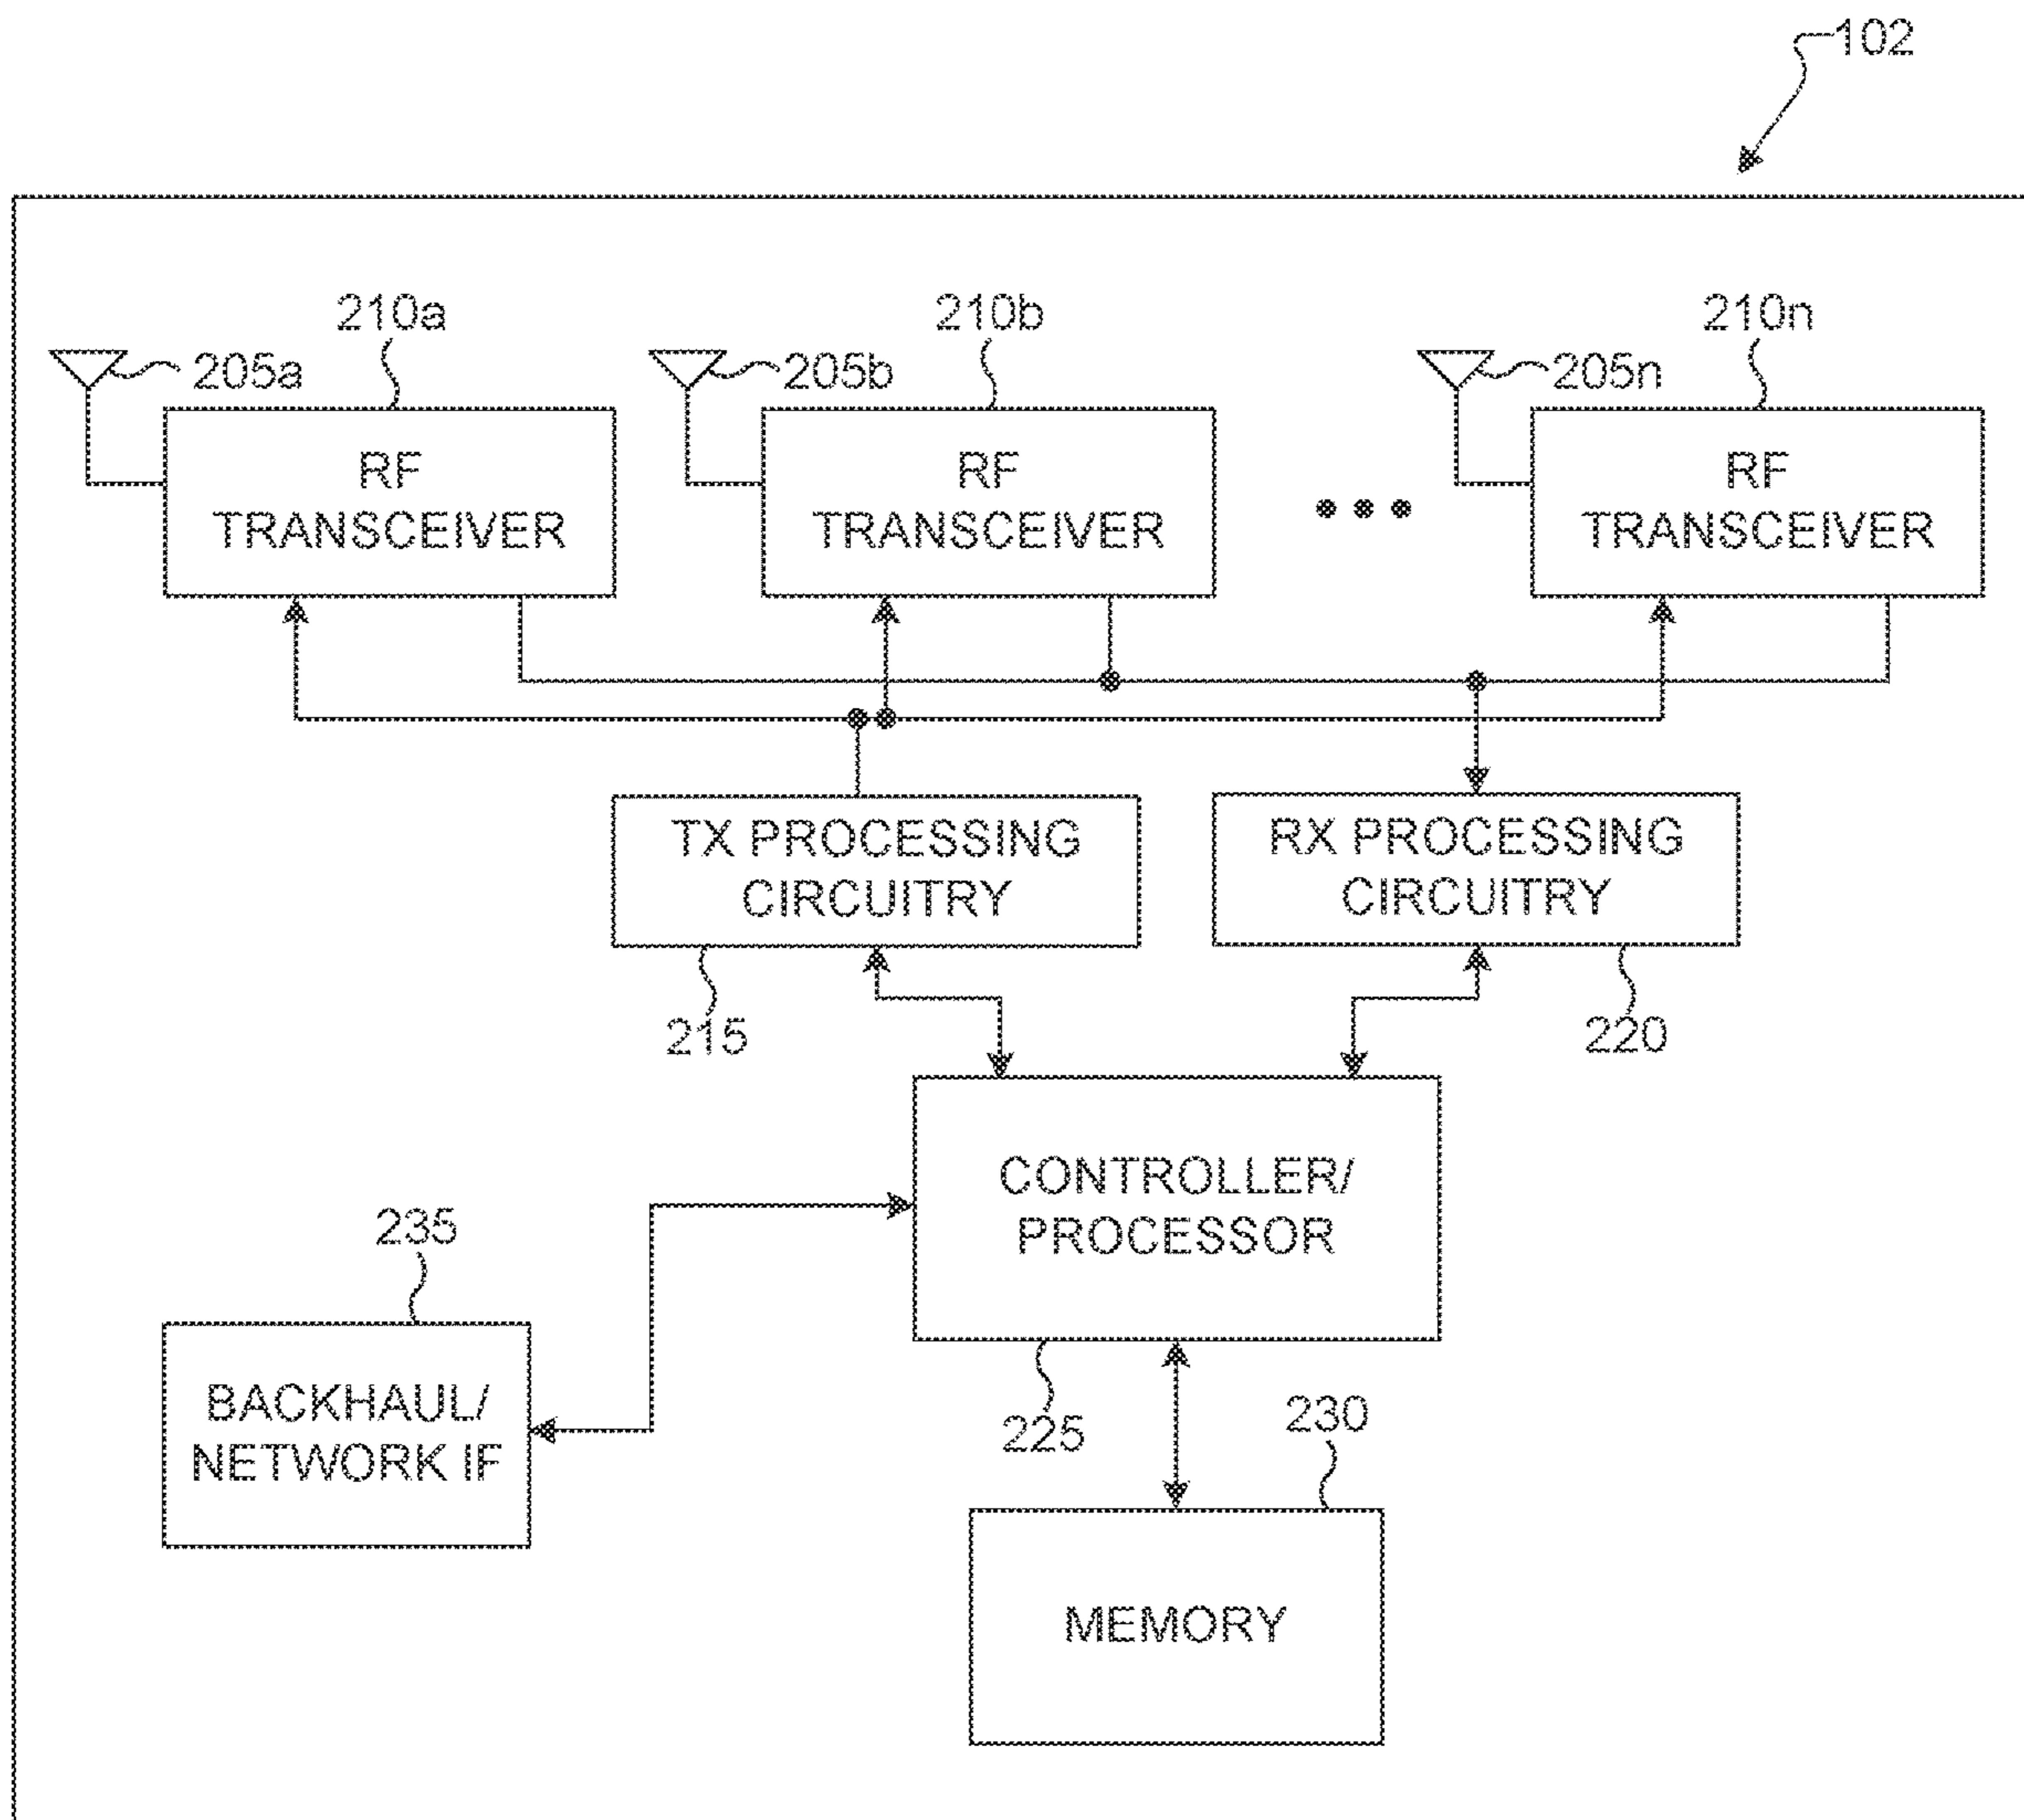 102
210a
210b
210n
205a
205b
205n
RF
TRANSCEIVER
RF
TRANSCEIVER
RF
TRANSCEIVER
TX PROCESSING
CIRCUITRY
RX PROCESSING
CIRCUITRY
215
220
CONTROLLER/
PROCESSOR
235
BACKHAUL/
NETWORK IF
225
230
MEMORY